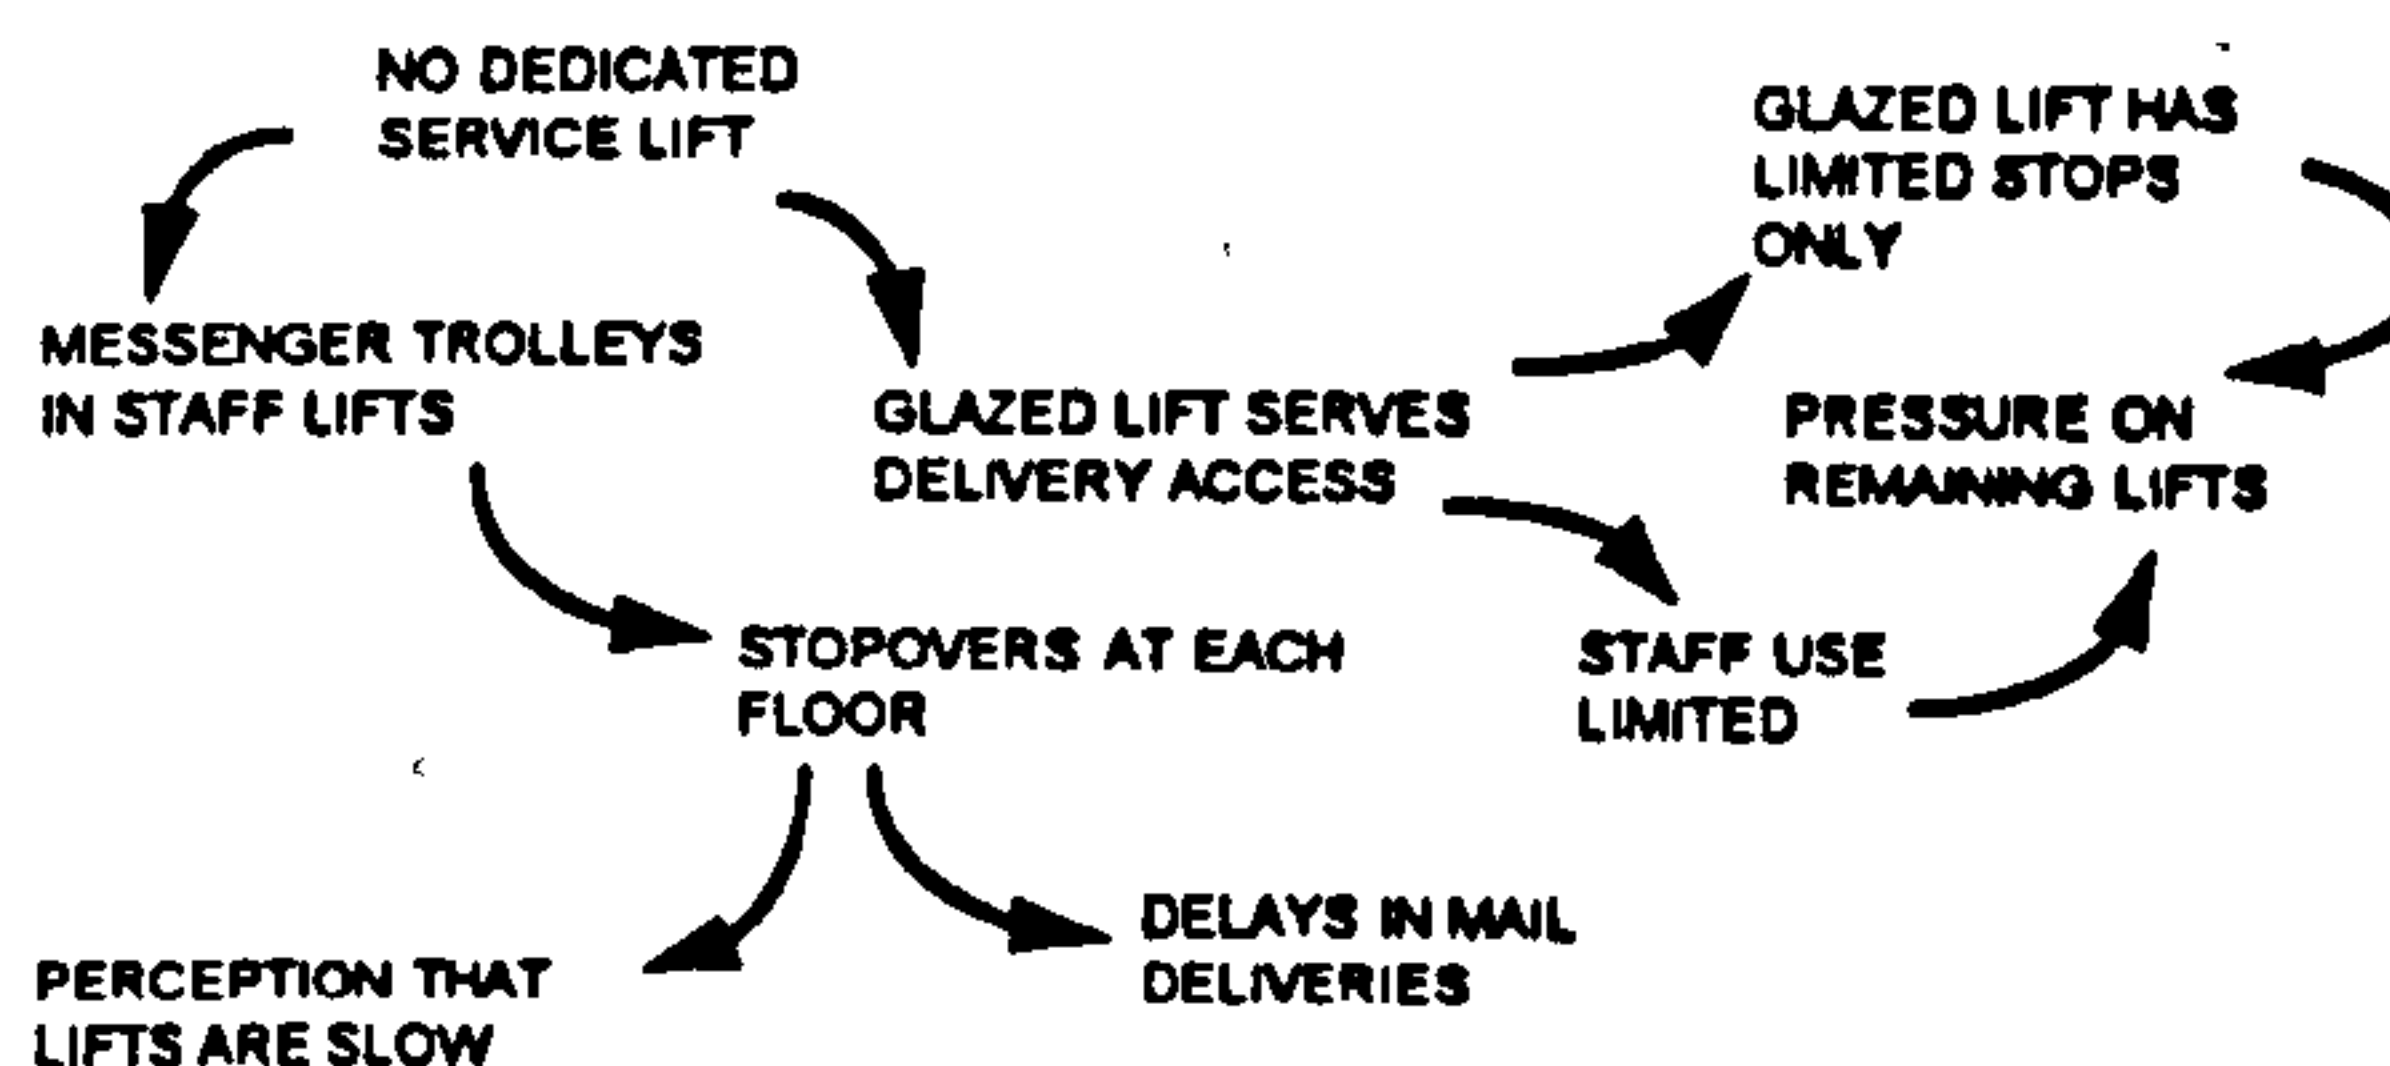 NO DEDICATED
SERVICE LIFT
GLAZED LIFT HAS
LIMITED STOPS
ONLY
MESSENGER TROLLEYS
IN STAFF LIFTS
GLAZED LIFT SERVES
DELIVERY ACCESS
PRESSURE ON
REMAINING LIFTS
STOPOVERS AT EACH
FLOOR
STAFF USE
LIMITED
DELAYS IN MAIL
DELIVERIES
PERCEPTION THAT
LIFTS ARE SLOW